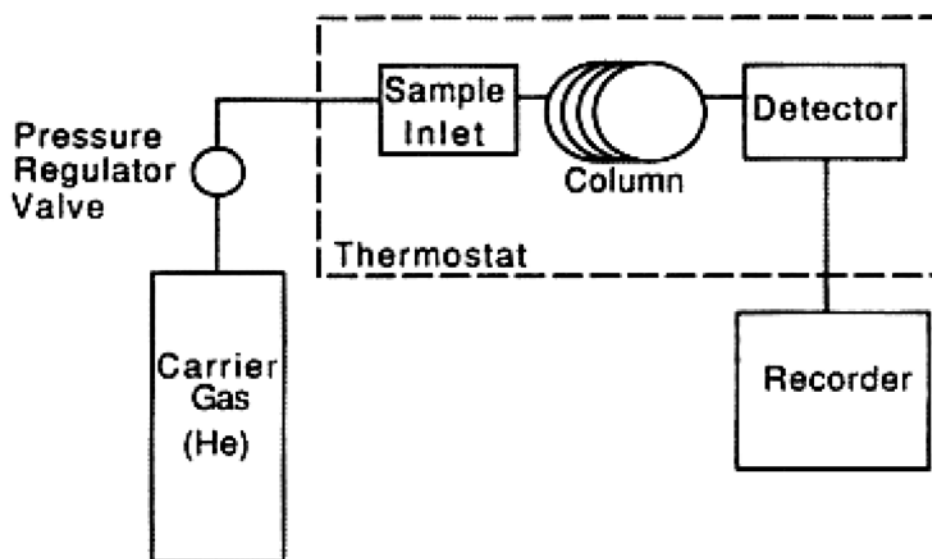 Sample
Inlet
Column
Detector
Pressure
Regulator
Valve
Thermostat
Carrier
Gas
(He)
Recorder